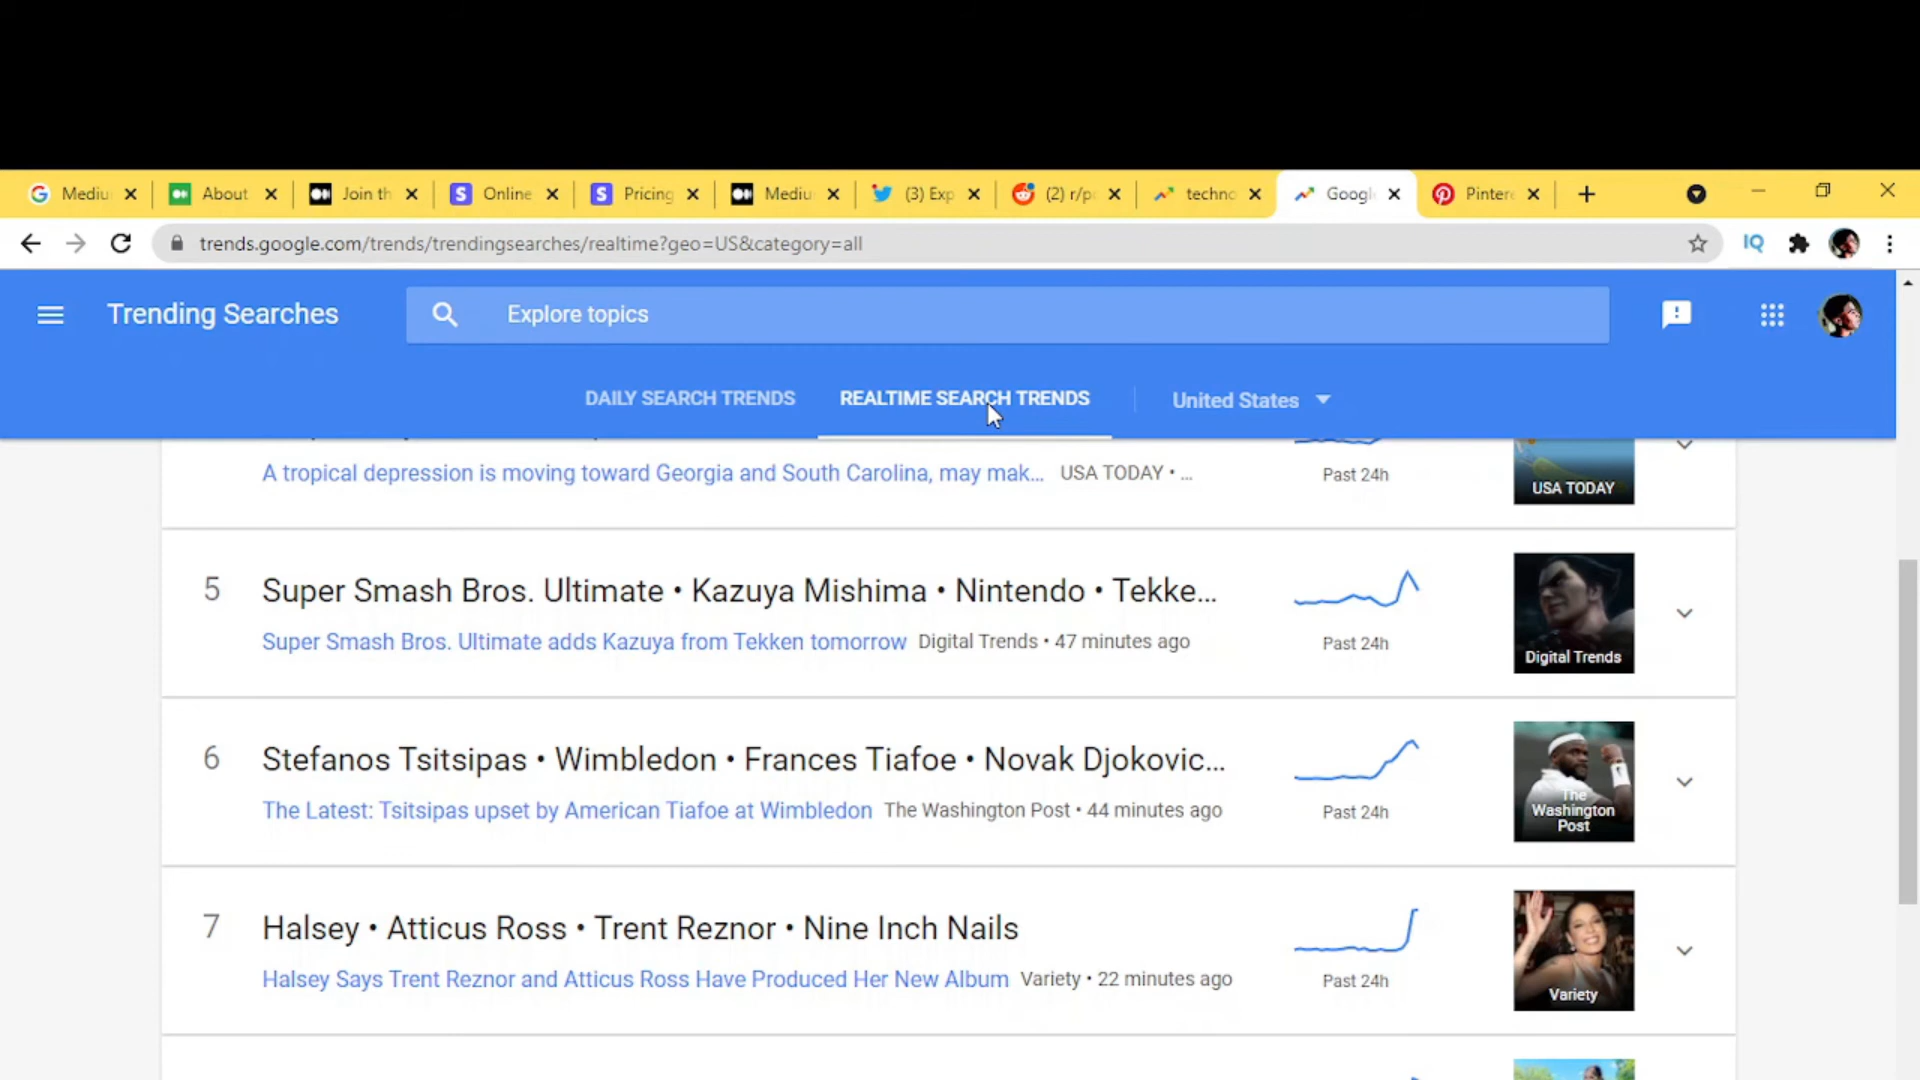 Mediu
About
Join th
Online
Pricing
Mediu
(3) Exp
(2) r/p
techno
Googl
Pinter
trends.google.com/trends/trendingsearches/realtime?geo=US&category=all
IQ
Trending Searches
Explore topics
DAILY SEARCH TRENDS
REALTIME SEARCH TRENDS
United States
A tropical depression is moving toward Georgia and South Carolina, may mak... USA TODAY • ...
Past 24h
USA TODAY
5
Super Smash Bros. Ultimate • Kazuya Mishima • Nintendo • Tekke...
Super Smash Bros. Ultimate adds Kazuya from Tekken tomorrow Digital Trends • 47 minutes ago
Past 24h
Digital Trends
6
Stefanos Tsitsipas • Wimbledon • Frances Tiafoe • Novak Djokovic...
The Latest: Tsitsipas upset by American Tiafoe at Wimbledon The Washington Post • 44 minutes ago
Past 24h
The
Washington
Post
7
Halsey • Atticus Ross • Trent Reznor • Nine Inch Nails
Halsey Says Trent Reznor and Atticus Ross Have Produced Her New Album Variety • 22 minutes ago
Past 24h
Variety